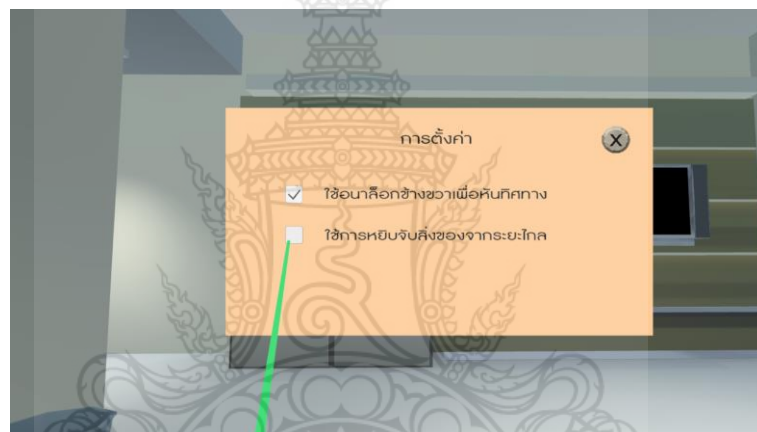 การตั้งค่า
X
ใช้อนาล็อกข้างขวาเพื่อหันทิศทาง
ใช้การหยิบจับสิ่งของจากระยะไกล